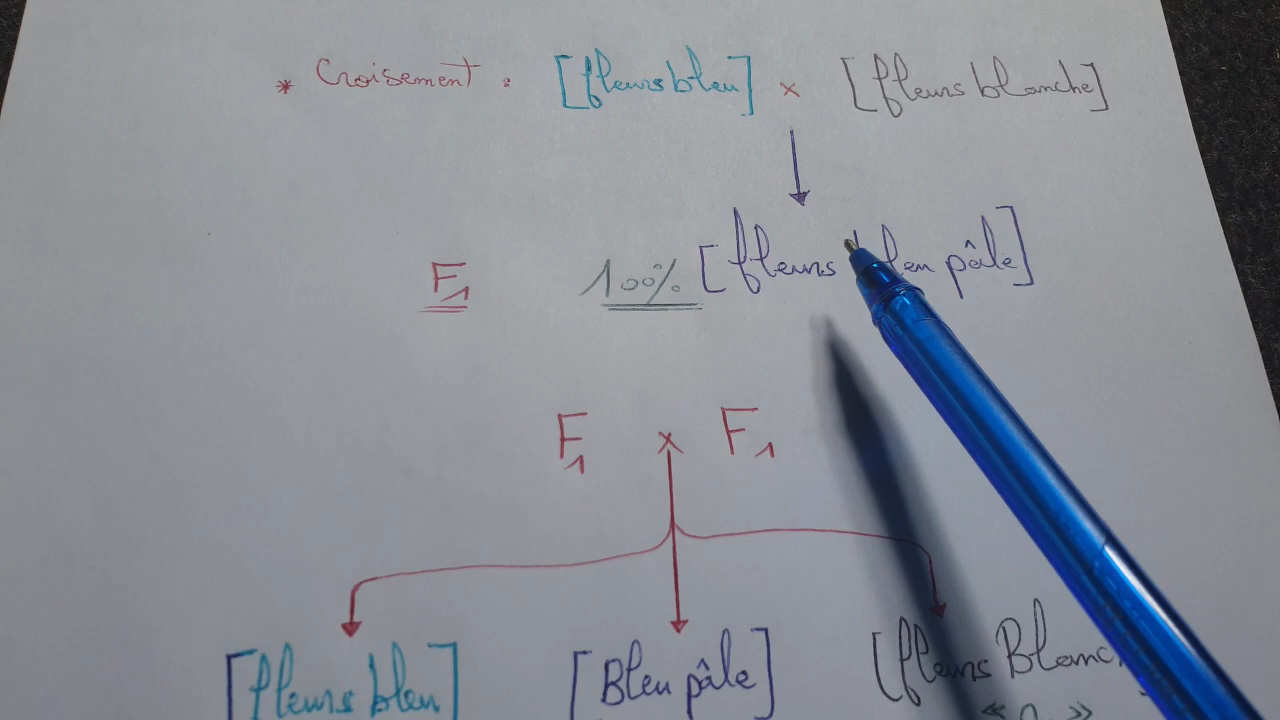 * Croisement : [fleurs bleu] x [fleurs blanche]
F1 100% [fleurs bleu pâle]
F1 x F1
[fleurs bleu] [Bleu pâle] [fleurs Blanc